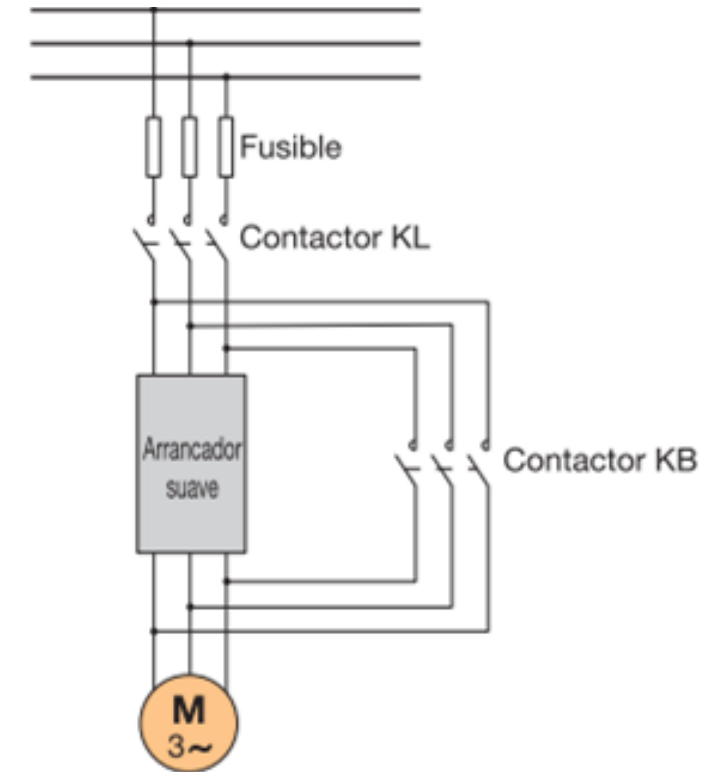 Fusible
Contactor KL
Arrancador
suave
Contactor KB
M
3~